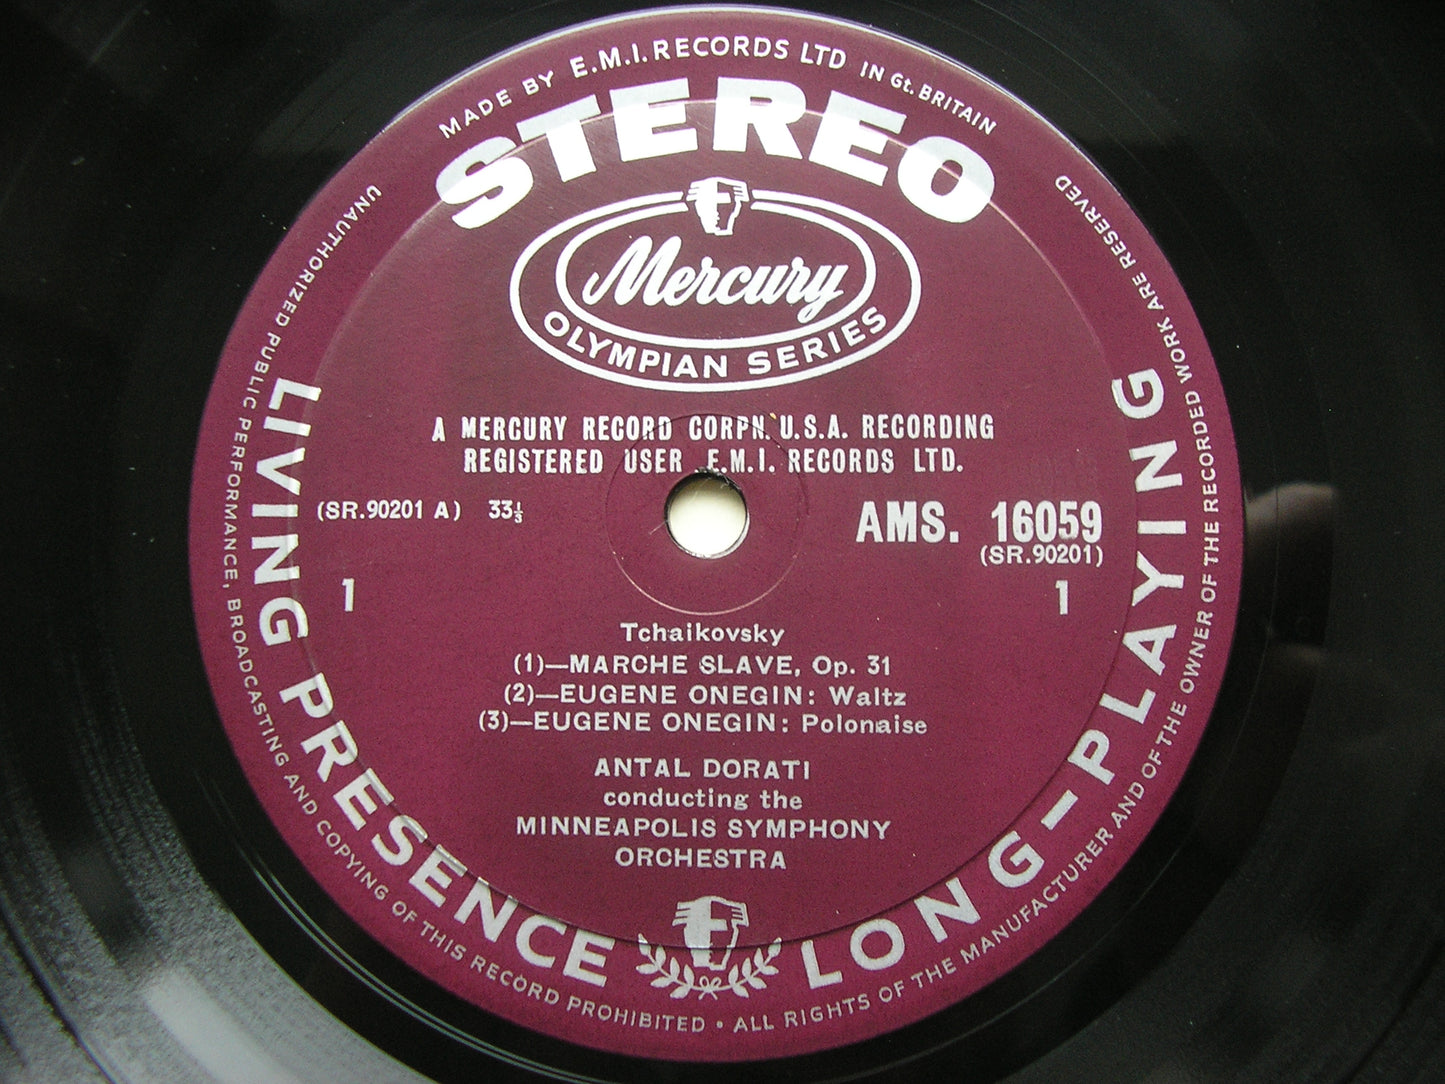 MADE BY E.M.I. RECORDS LTD IN Gt. BRITAIN
STEREO
Mercury
OLYMPIAN SERIES
A MERCURY RECORD CORPN. U.S.A. RECORDING
REGISTERED USER E.M.I. RECORDS LTD.
(SR.90201 A) 33⅓
AMS. 16059
(SR.90201)
1
1
Tchaikovsky
(1)—MARCHE SLAVE, Op. 31
(2)—EUGENE ONEGIN: Waltz
(3)—EUGENE ONEGIN: Polonaise
ANTAL DORATI
conducting the
MINNEAPOLIS SYMPHONY
ORCHESTRA
LIVING PRESENCE
LONG-PLAYING
UNAUTHORIZED PUBLIC PERFORMANCE, BROADCASTING AND COPYING OF THIS RECORD PROHIBITED • ALL RIGHTS OF THE MANUFACTURER AND OF THE OWNER OF THE RECORDED WORK ARE RESERVED